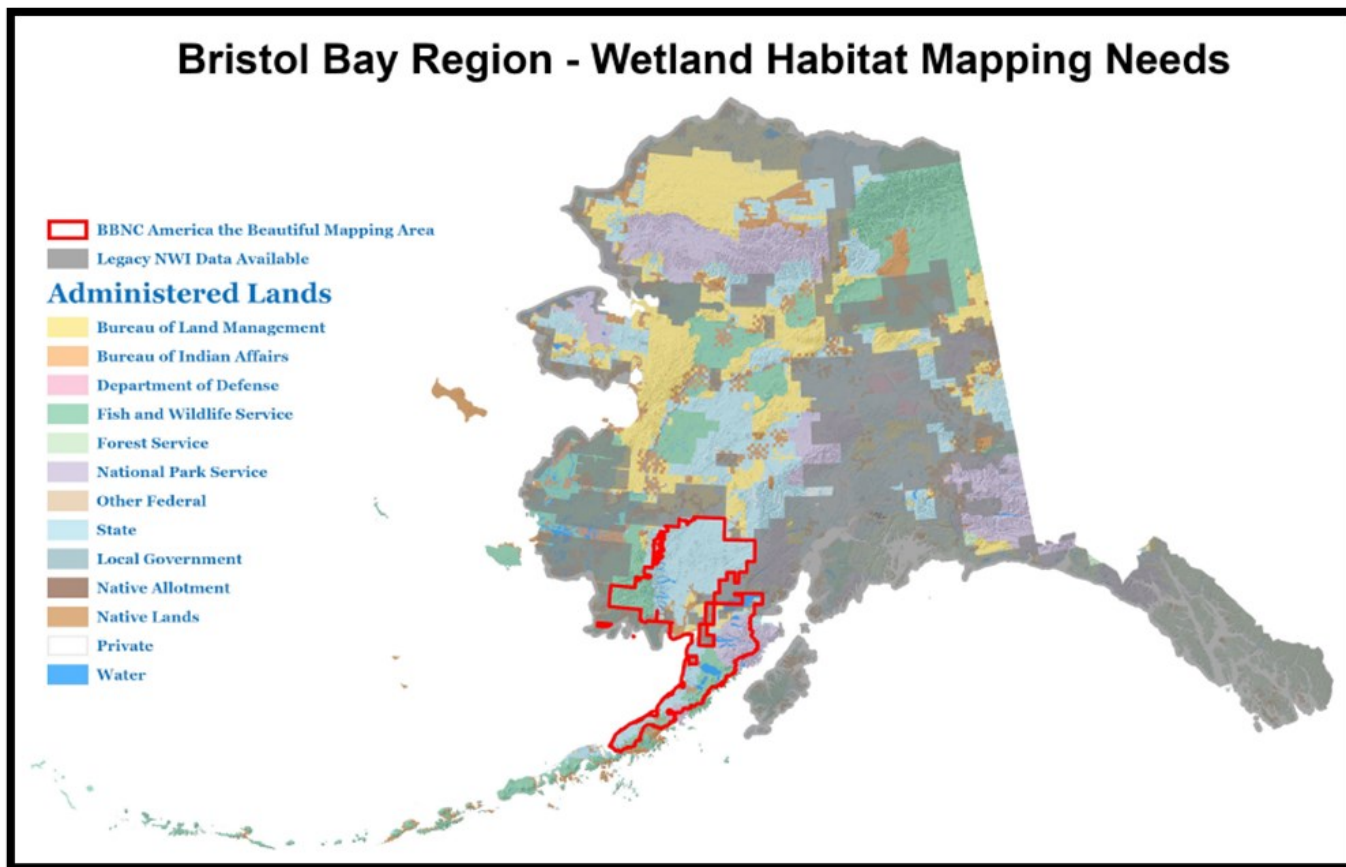 Bristol Bay Region - Wetland Habitat Mapping Needs
BBNC America the Beautiful Mapping Area
Legacy NWI Data Available
Administered Lands
Bureau of Land Management
Bureau of Indian Affairs
Department of Defense
Fish and Wildlife Service
Forest Service
National Park Service
Other Federal
State
Local Government
Native Allotment
Native Lands
Private
Water